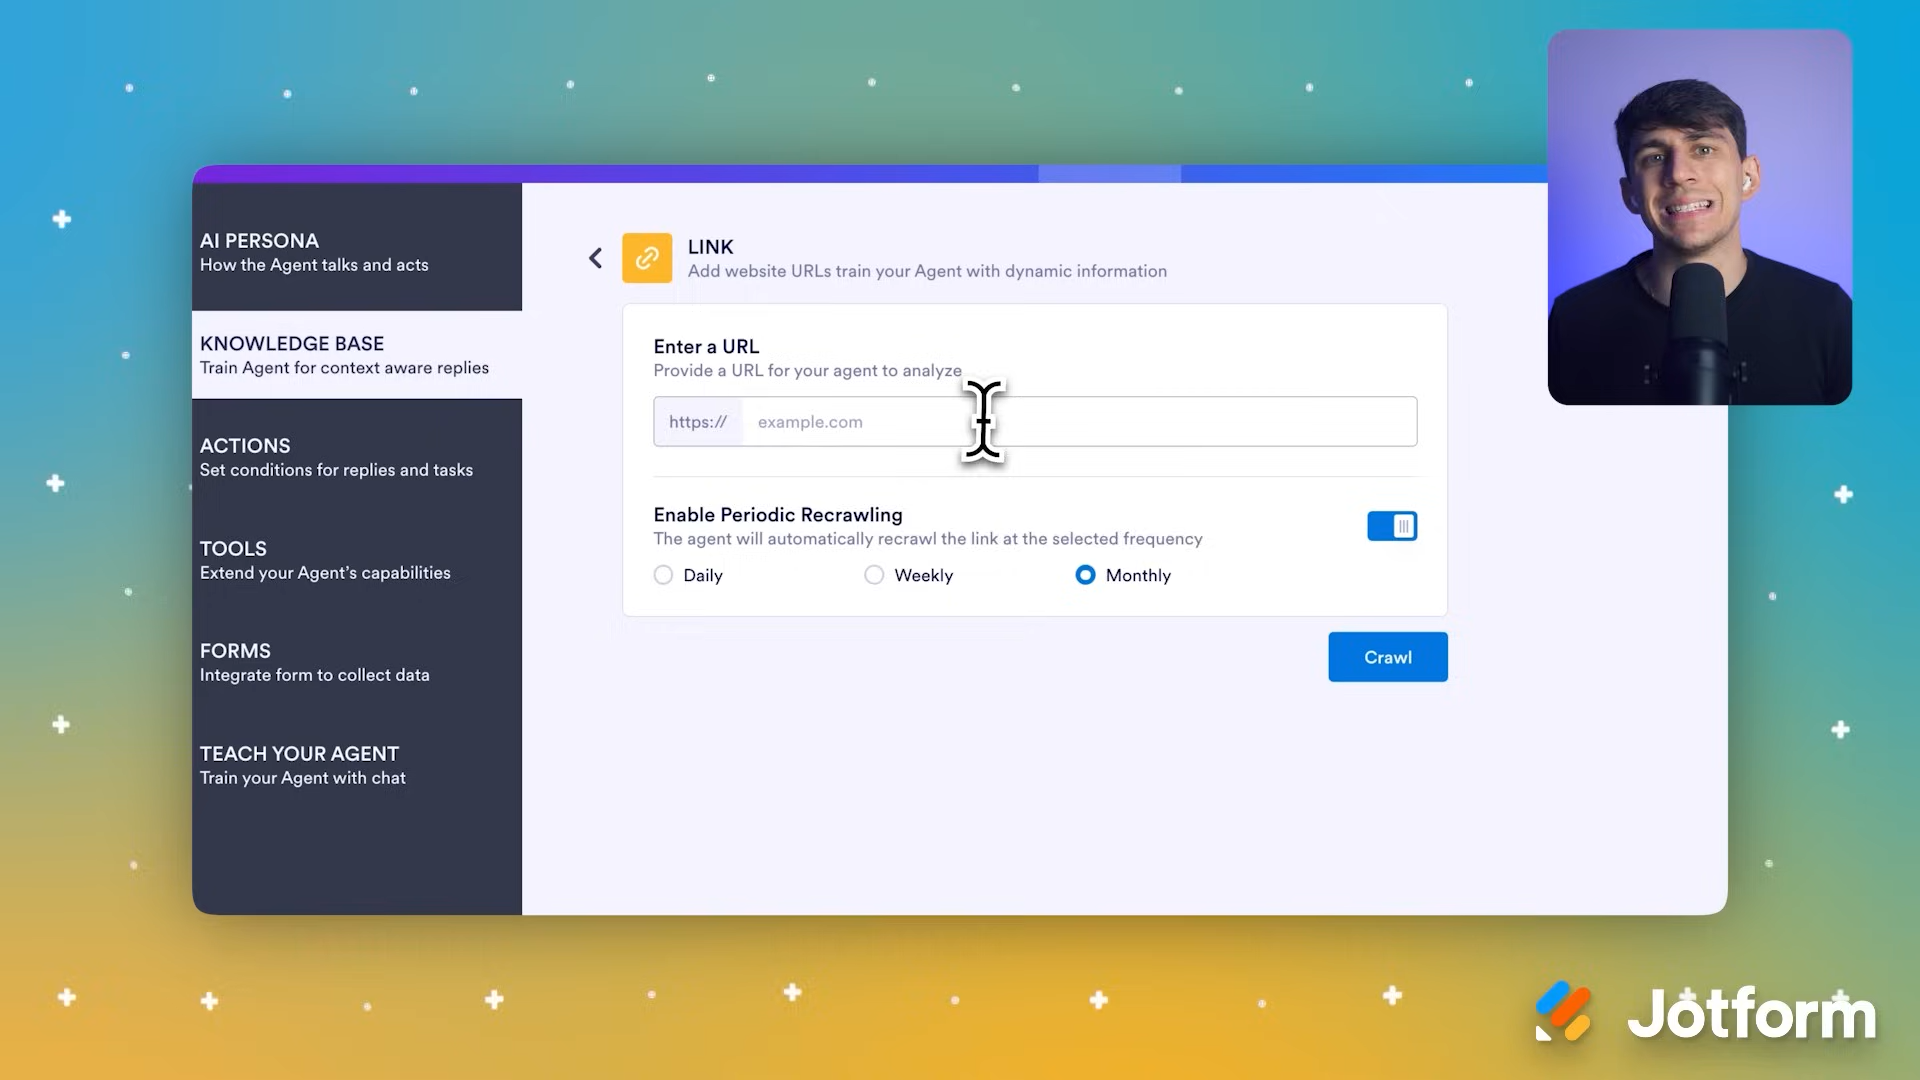 AI PERSONA
How the Agent talks and acts
KNOWLEDGE BASE
Train Agent for context aware replies
ACTIONS
Set conditions for replies and tasks
TOOLS
Extend your Agent's capabilities
FORMS
Integrate form to collect data
TEACH YOUR AGENT
Train your Agent with chat
LINK
Add website URLs train your Agent with dynamic information
Enter a URL
Provide a URL for your agent to analyze
https:// example.com
Enable Periodic Recrawling
The agent will automatically recrawl the link at the selected frequency
Daily Weekly Monthly
Crawl
Jotform